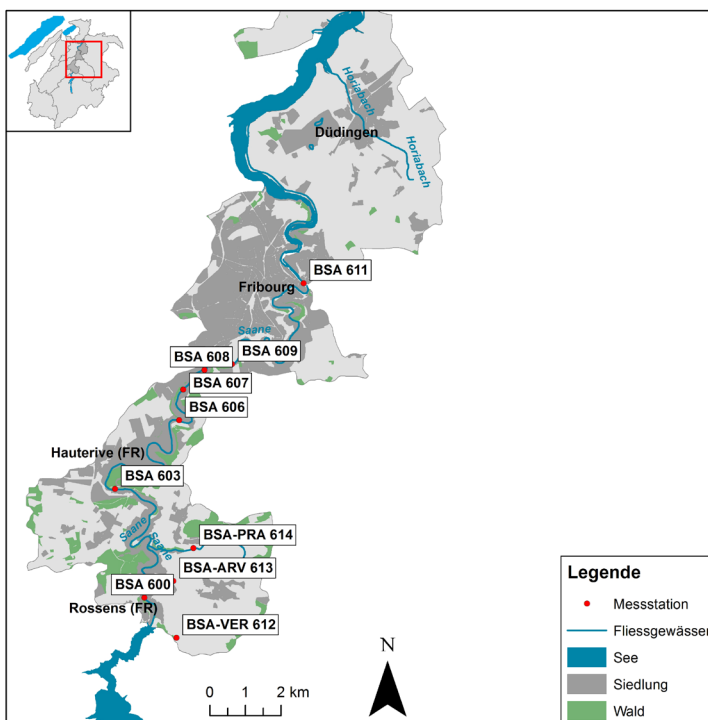 Horiabach
Düdingen
Horiabach
BSA 611
Fribourg
Saane
BSA 609
BSA 608
BSA 607
BSA 606
Hauterive (FR)
BSA 603
Saane
Saane
BSA-PRA 614
BSA-ARV 613
BSA 600
Rossens (FR)
BSA-VER 612
N
0 1 2 km
Legende
Messstation
Fliessgewässer
See
Siedlung
Wald